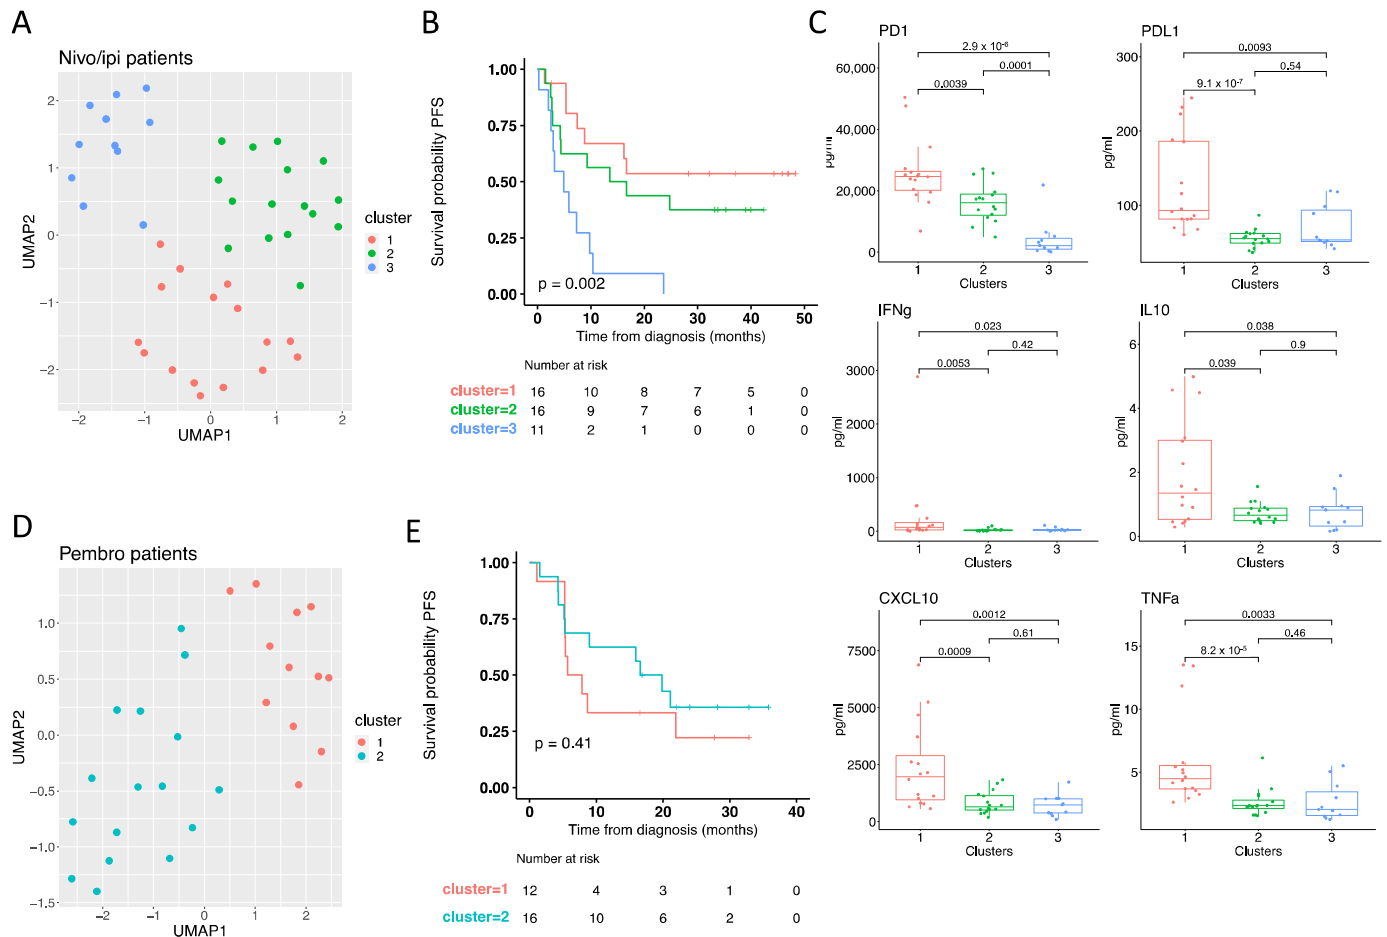 A
Nivo/ipi patients
2
1
0
−1
−2
−2
−1
0
1
2
UMAP1
UMAP2
cluster
1
2
3
B
Survival probability PFS
1.00
0.75
0.50
0.25
0.00
p = 0.002
0
10
20
30
40
50
Time from diagnosis (months)
Number at risk
cluster=1 16 10 8 7 5 0
cluster=2 16 9 7 6 1 0
cluster=3 11 2 1 0 0 0
C
PD1
2.9 x 10⁻⁶
0.0001
0.0039
60,000
40,000
20,000
0
pg/ml
1 2 3
Clusters
PDL1
0.0093
0.54
9.1 x 10⁻⁷
300
200
100
pg/ml
1 2 3
Clusters
IFNg
0.023
0.42
0.0053
3000
2000
1000
0
pg/ml
1 2 3
Clusters
IL10
0.038
0.9
0.039
6
4
2
0
pg/ml
1 2 3
Clusters
CXCL10
0.0012
0.61
0.0009
7500
5000
2500
0
pg/ml
1 2 3
Clusters
TNFa
0.0033
0.46
8.2 x 10⁻⁵
15
10
5
pg/ml
1 2 3
Clusters
D
Pembro patients
1.0
0.5
0.0
−0.5
−1.0
−1.5
−2
−1
0
1
2
UMAP1
UMAP2
cluster
1
2
E
Survival probability PFS
1.00
0.75
0.50
0.25
0.00
p = 0.41
0
10
20
30
40
Time from diagnosis (months)
Number at risk
cluster=1 12 4 3 1 0
cluster=2 16 10 6 2 0